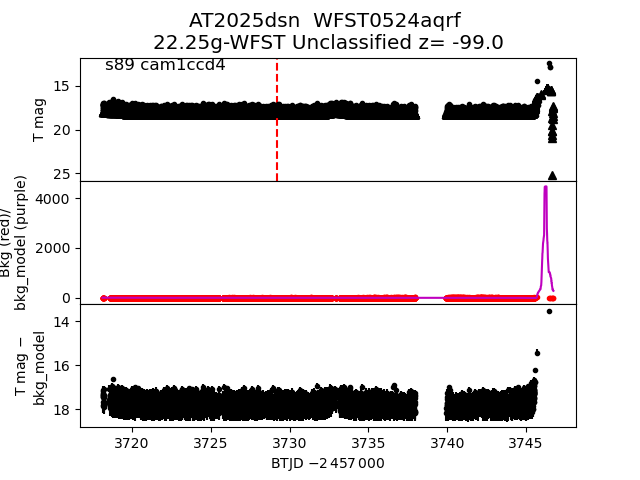 AT2025dsn  WFST0524aqrf
22.25g-WFST Unclassified z= -99.0
s89 cam1ccd4
T mag
15
20
25
Bkg (red)/
bkg_model (purple)
4000
2000
0
T mag −
bkg_model
14
16
18
3720 3725 3730 3735 3740 3745
BTJD −2 457 000